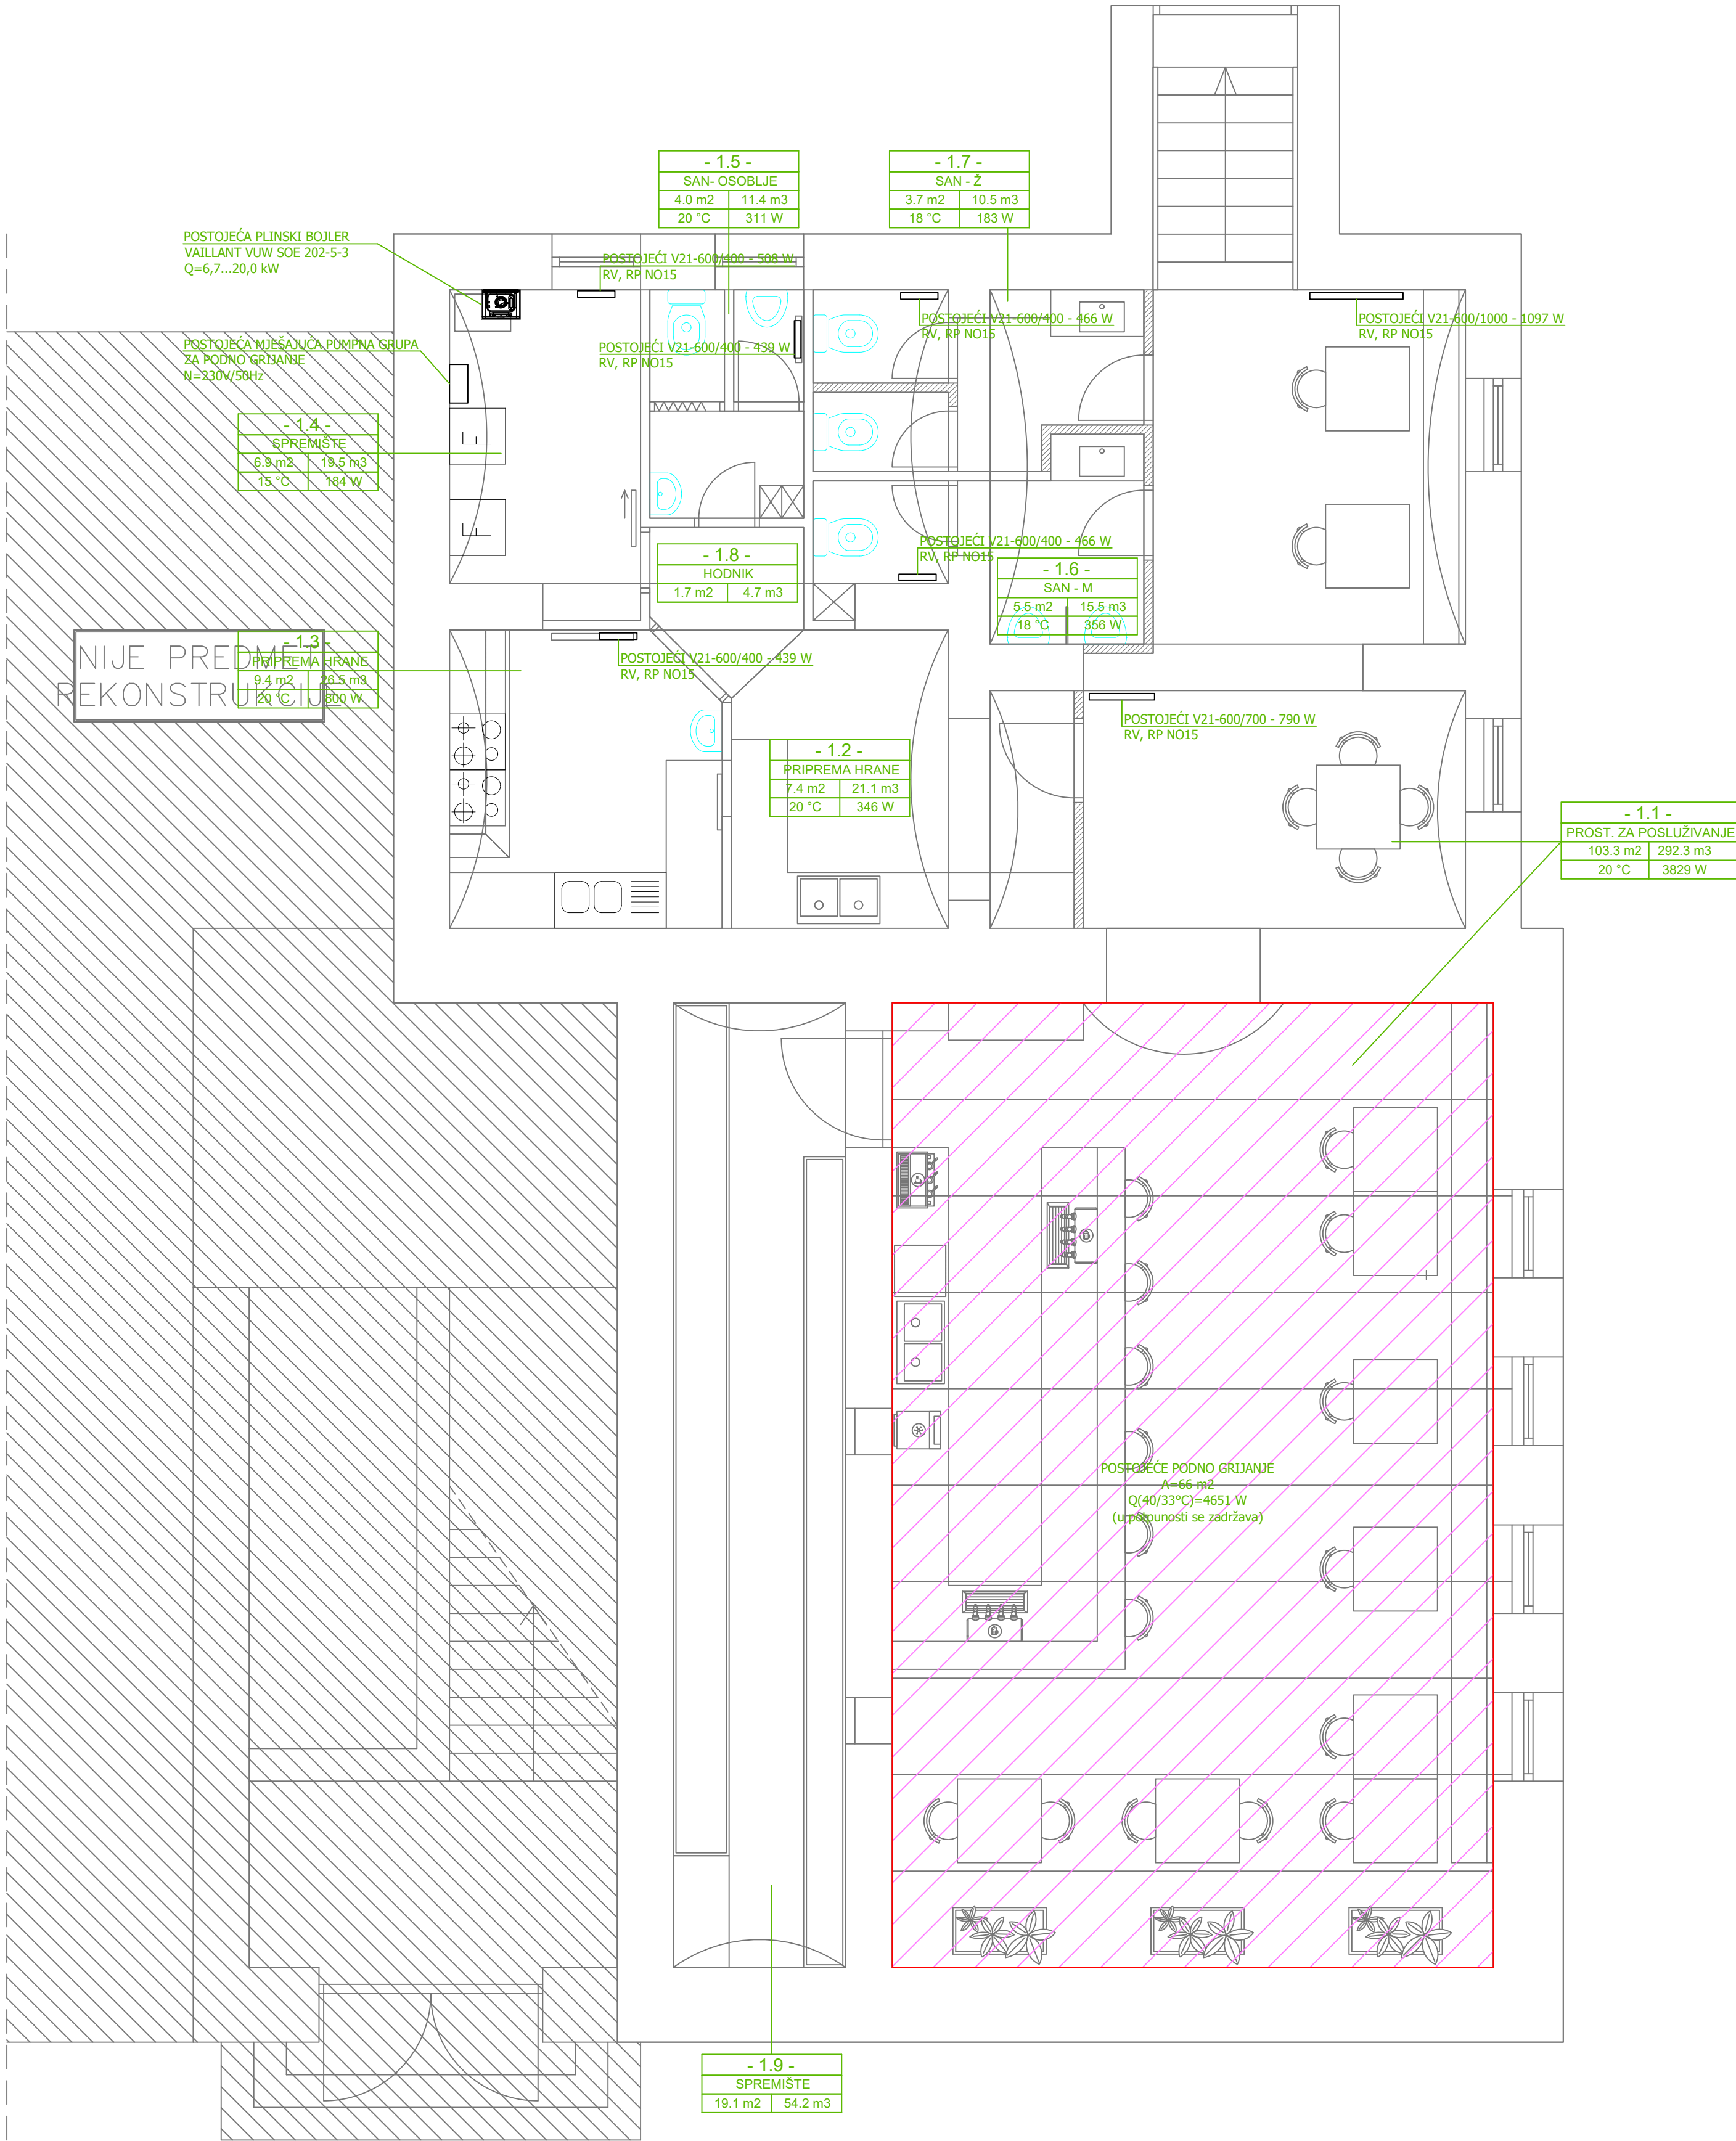 - 1.5 -
SAN- OSOBLJE
4.0 m2 11.4 m3
20 °C 311 W
- 1.7 -
SAN - Ž
3.7 m2 10.5 m3
18 °C 183 W
POSTOJEĆA PLINSKI BOJLER
VAILLANT VUW SOE 202-5-3
Q=6,7...20,0 kW
POSTOJEĆI V21-600/400 - 508 W
RV, RP NO15
POSTOJEĆI V21-600/400 - 466 W
RV, RP NO15
POSTOJEĆI V21-600/1000 - 1097 W
RV, RP NO15
POSTOJEĆA MJEŠAJUĆA PUMPNA GRUPA
ZA PODNO GRIJANJE
N=230V/50Hz
POSTOJEĆI V21-600/400 - 439 W
RV, RP NO15
- 1.4 -
SPREMIŠTE
6.9 m2 19.5 m3
15 °C 184 W
F
F
POSTOJEĆI V21-600/400 - 466 W
RV, RP NO15
- 1.8 -
HODNIK
1.7 m2 4.7 m3
- 1.6 -
SAN - M
5.5 m2 15.5 m3
18 °C 356 W
NIJE PREDMET
REKONSTRUKCIJE
- 1.3 -
PRIPREMA HRANE
9.4 m2 26.5 m3
20 °C 800 W
POSTOJEĆI V21-600/400 - 439 W
RV, RP NO15
POSTOJEĆI V21-600/700 - 790 W
RV, RP NO15
- 1.2 -
PRIPREMA HRANE
7.4 m2 21.1 m3
20 °C 346 W
- 1.1 -
PROST. ZA POSLUŽIVANJE
103.3 m2 292.3 m3
20 °C 3829 W
B
POSTOJEĆE PODNO GRIJANJE
A=66 m2
Q(40/33°C)=4651 W
(u potpunosti se zadržava)
B
- 1.9 -
SPREMIŠTE
19.1 m2 54.2 m3